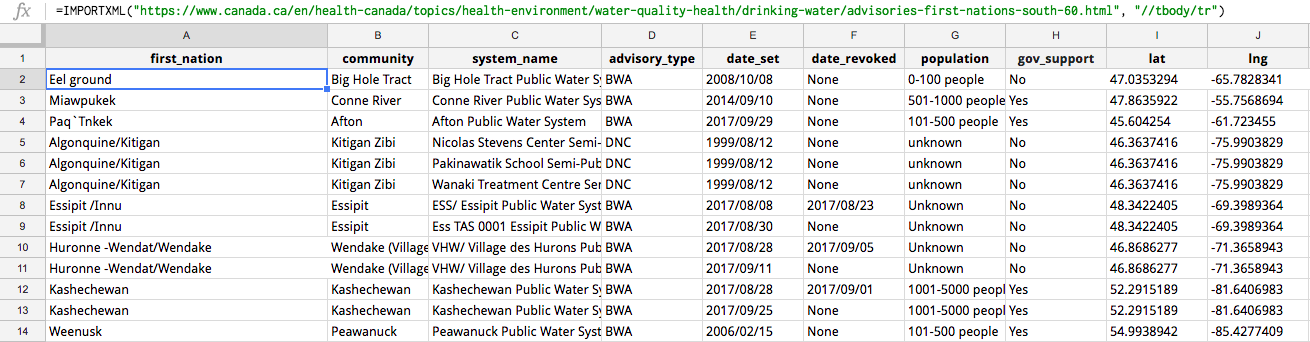 fx =IMPORTXML("https://www.canada.ca/en/health-canada/topics/health-environment/water-quality-health/drinking-water/advisories-first-nations-south-60.html", "//tbody/tr")
A B C D E F G H I J
1 first_nation community system_name advisory_type date_set date_revoked population gov_support lat lng
2 Eel ground Big Hole Tract Big Hole Tract Public Water Sy BWA 2008/10/08 None 0-100 people No 47.0353294 -65.7828341
3 Miawpukek Conne River Conne River Public Water Sys BWA 2014/09/10 None 501-1000 people Yes 47.8635922 -55.7568694
4 Paq`Tnkek Afton Afton Public Water System BWA 2017/09/29 None 101-500 people Yes 45.604254 -61.723455
5 Algonquine/Kitigan Kitigan Zibi Nicolas Stevens Center Semi- DNC 1999/08/12 None unknown No 46.3637416 -75.9903829
6 Algonquine/Kitigan Kitigan Zibi Pakinawatik School Semi-Pub DNC 1999/08/12 None unknown No 46.3637416 -75.9903829
7 Algonquine/Kitigan Kitigan Zibi Wanaki Treatment Centre Ser DNC 1999/08/12 None unknown No 46.3637416 -75.9903829
8 Essipit /Innu Essipit ESS/ Essipit Public Water Syst BWA 2017/08/08 2017/08/23 Unknown No 48.3422405 -69.3989364
9 Essipit /Innu Essipit Ess TAS 0001 Essipit Public W BWA 2017/08/30 None Unknown No 48.3422405 -69.3989364
10 Huronne -Wendat/Wendake Wendake (Village VHW/ Village des Hurons Pub BWA 2017/08/28 2017/09/05 Unknown No 46.8686277 -71.3658943
11 Huronne -Wendat/Wendake Wendake (Village VHW/ Village des Hurons Pub BWA 2017/09/11 None Unknown No 46.8686277 -71.3658943
12 Kashechewan Kashechewan Kashechewan Public Water Sy BWA 2017/08/28 2017/09/01 1001-5000 peopl Yes 52.2915189 -81.6406983
13 Kashechewan Kashechewan Kashechewan Public Water Sy BWA 2017/09/25 None 1001-5000 peopl Yes 52.2915189 -81.6406983
14 Weenusk Peawanuck Peawanuck Public Water Syst BWA 2006/02/15 None 101-500 people Yes 54.9938942 -85.4277409